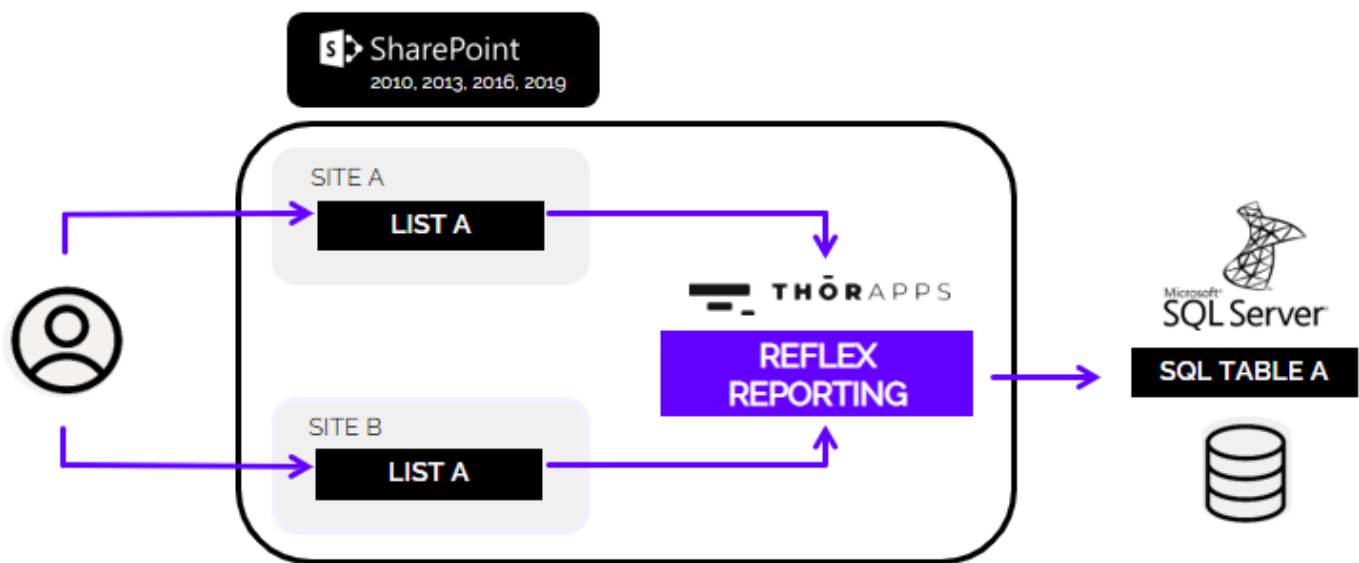 SharePoint
2010, 2013, 2016, 2019
SITE A
LIST A
THŌRAPPS
REFLEX
REPORTING
SITE B
LIST A
Microsoft®
SQL Server
SQL TABLE A